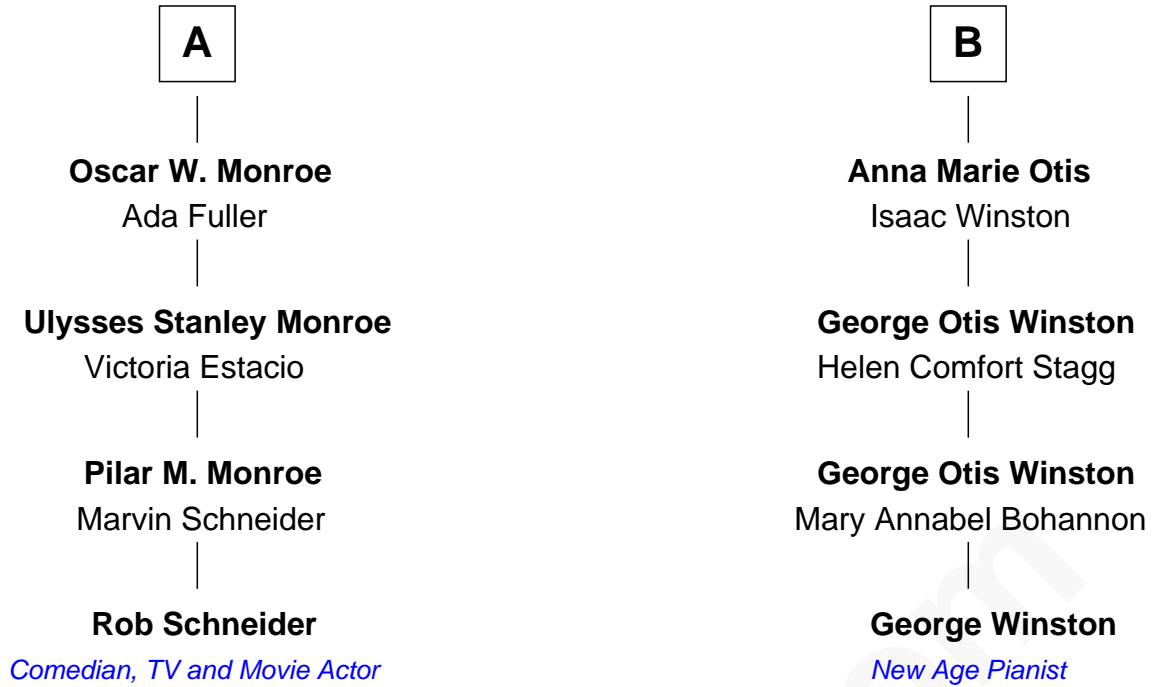 A
Oscar W. Monroe
Ada Fuller
Ulysses Stanley Monroe
Victoria Estacio
Pilar M. Monroe
Marvin Schneider
Rob Schneider
Comedian, TV and Movie Actor
B
Anna Marie Otis
Isaac Winston
George Otis Winston
Helen Comfort Stagg
George Otis Winston
Mary Annabel Bohannon
George Winston
New Age Pianist